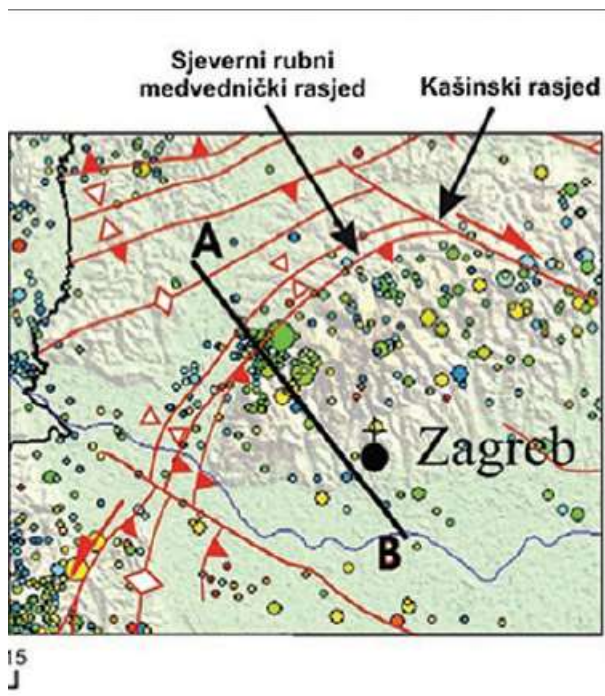 Sjeverni rubni
medvednički rasjed
Kašinski rasjed
A
Zagreb
B
15